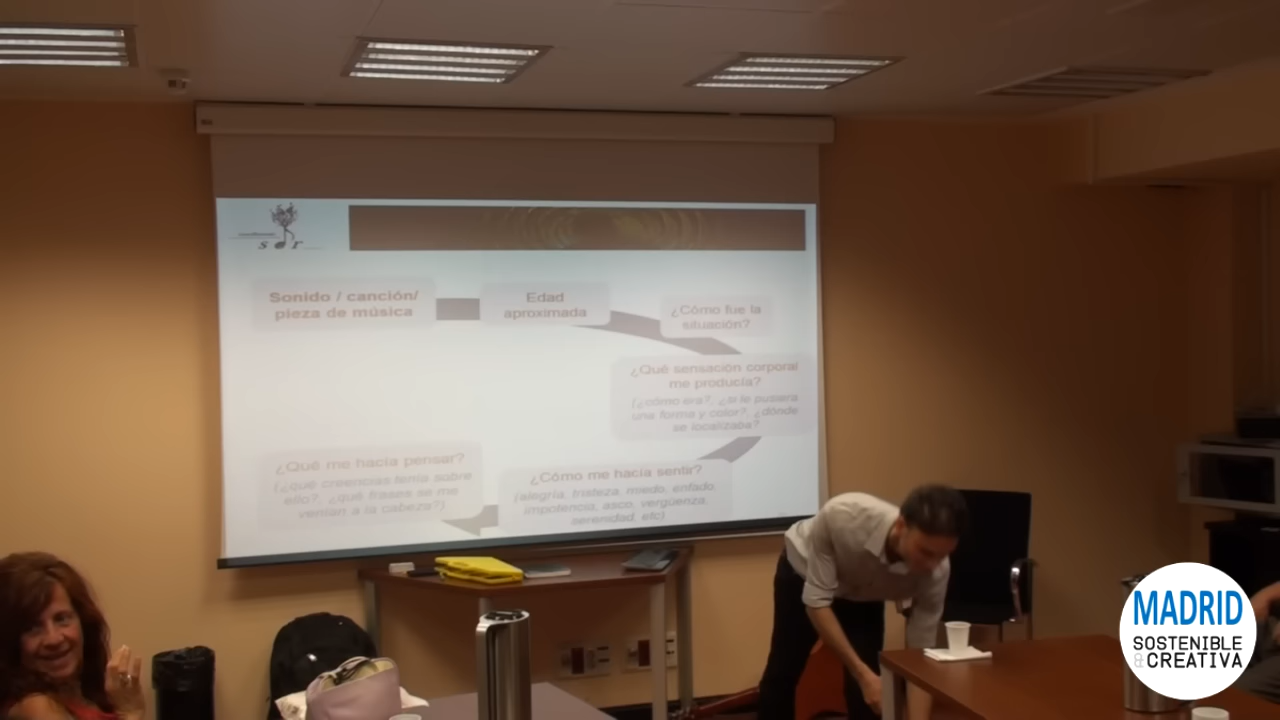 s r
Sonido / canción/
pieza de música
Edad
aproximada
¿Cómo fue la
situación?
¿Qué sensación corporal
me producía?
(¿cómo era?, ¿si le pusiera
una forma y color?, ¿dónde
se localizaba?
¿Cómo me hacía sentir?
(alegría, tristeza, miedo, enfado,
impotencia, asco, vergüenza,
serenidad, etc)
¿Qué me hacía pensar?
(¿qué creencias tenía sobre
ello?, ¿qué frases se me
venían a la cabeza?)
MADRID
SOSTENIBLE
&CREATIVA